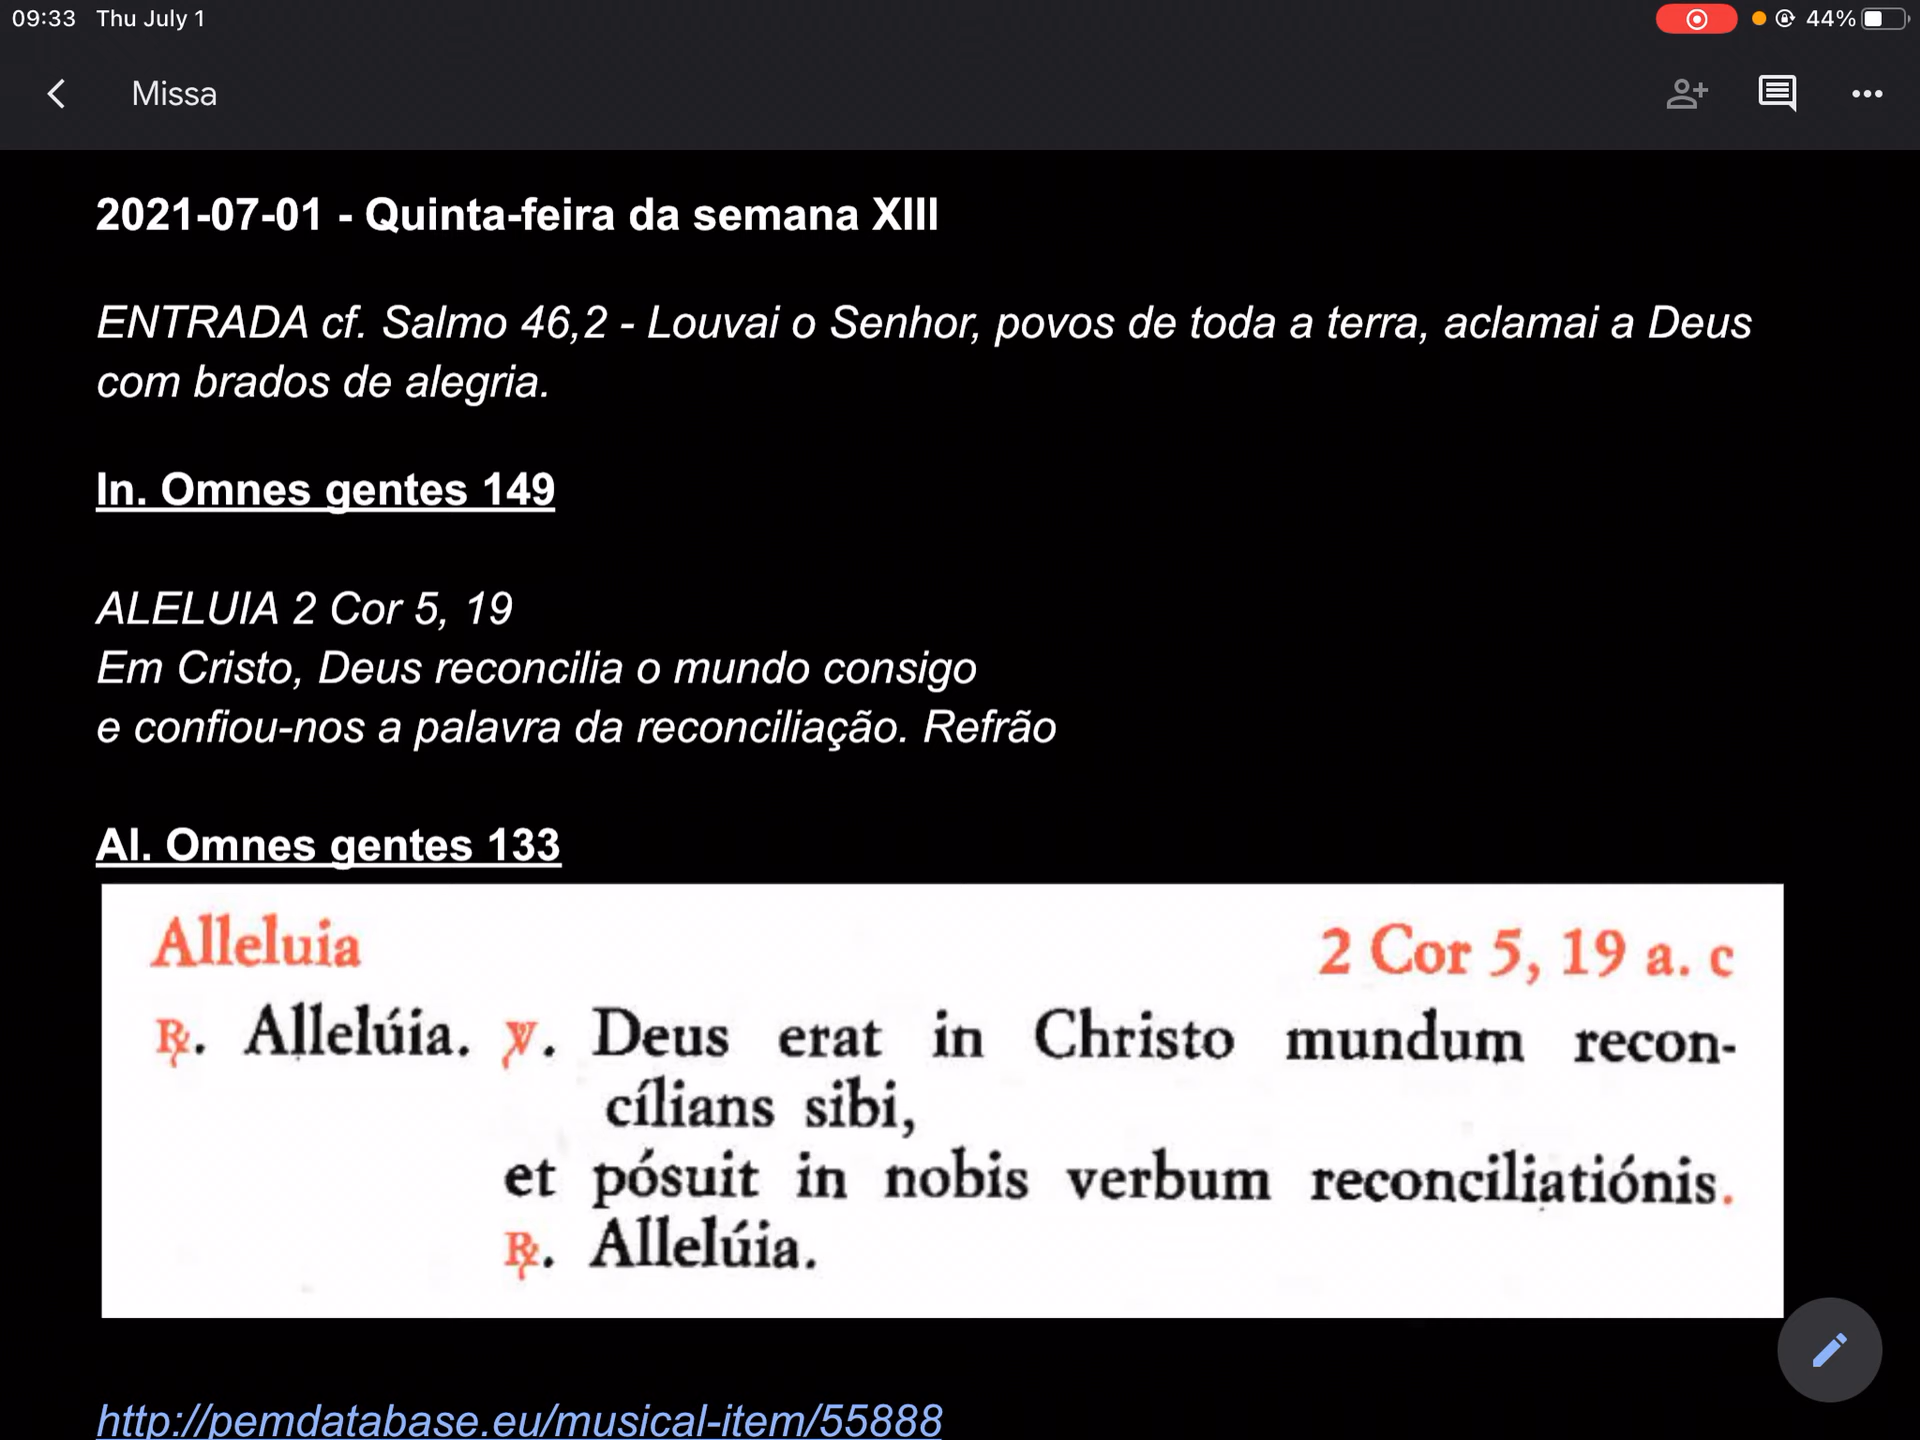 09:33 Thu July 1 44%
Missa
2021-07-01 - Quinta-feira da semana XIII
ENTRADA cf. Salmo 46,2 - Louvai o Senhor, povos de toda a terra, aclamai a Deus
com brados de alegria.
In. Omnes gentes 149
ALELUIA 2 Cor 5, 19
Em Cristo, Deus reconcilia o mundo consigo
e confiou-nos a palavra da reconciliação. Refrão
Al. Omnes gentes 133
Alleluia 2 Cor 5, 19 a. c
℟. Allelúia. ℣. Deus erat in Christo mundum recon-
cílians sibi,
et pósuit in nobis verbum reconciliatiónis.
℟. Allelúia.
http://pemdatabase.eu/musical-item/55888